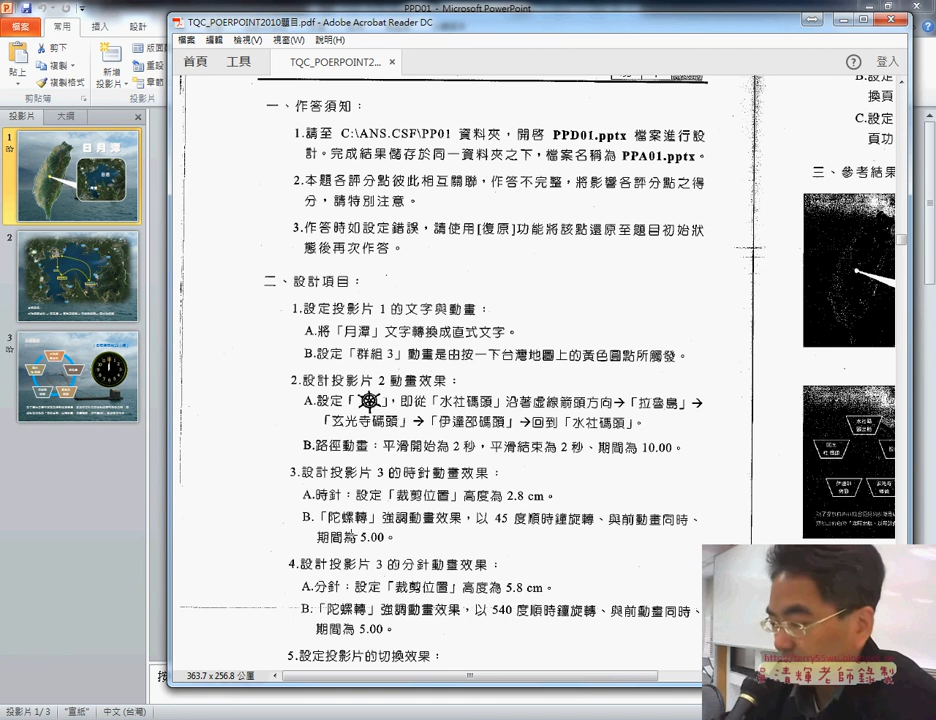 PPD01 - Microsoft PowerPoint
TQC_POERPOINT2010題目.pdf - Adobe Acrobat Reader DC
檔案 常用 插入 設計
檔案 編輯 檢視(V) 視窗(W) 說明(H)
貼上 剪下 複製 複製格式
剪貼簿
新增投影片 版面 重設 章節
投影片
首頁 工具 TQC_POERPOINT2... × 登入
投影片 大綱
1
日月潭
2
3
一、作答須知：
1.請至 C:\ANS.CSF\PP01 資料夾，開啓 PPD01.pptx 檔案進行設
計。完成結果儲存於同一資料夾之下，檔案名稱為 PPA01.pptx。
2.本題各評分點彼此相互關聯，作答不完整，將影響各評分點之得
分，請特別注意。
3.作答時如設定錯誤，請使用[復原]功能將該點還原至題目初始狀
態後再次作答。
二、設計項目：
1.設定投影片 1 的文字與動畫：
A.將「月潭」文字轉換成直式文字。
B.設定「群組 3」動畫是由按一下台灣地圖上的黃色圓點所觸發。
2.設計投影片 2 動畫效果：
A.設定「 」，即從「水社碼頭」沿著虛線箭頭方向→「拉魯島」→
「玄光寺碼頭」→「伊達邵碼頭」→回到「水社碼頭」。
B.路徑動畫：平滑開始為 2 秒，平滑結束為 2 秒、期間為 10.00。
3.設計投影片 3 的時針動畫效果：
A.時針：設定「裁剪位置」高度為 2.8 cm。
B.「陀螺轉」強調動畫效果，以 45 度順時鐘旋轉、與前動畫同時、
期間為 5.00。
4.設計投影片 3 的分針動畫效果：
A.分針：設定「裁剪位置」高度為 5.8 cm。
B.「陀螺轉」強調動畫效果，以 540 度順時鐘旋轉、與前動畫同時、
期間為 5.00。
5.設定投影片的切換效果：
B.設定
換頁
C.設定
頁功
三、參考結果
363.7 x 256.8 公釐
按
投影片 1/3 "宣紙" 中文 (台灣)
http://terry55wu.blog
吳清輝老師錄製